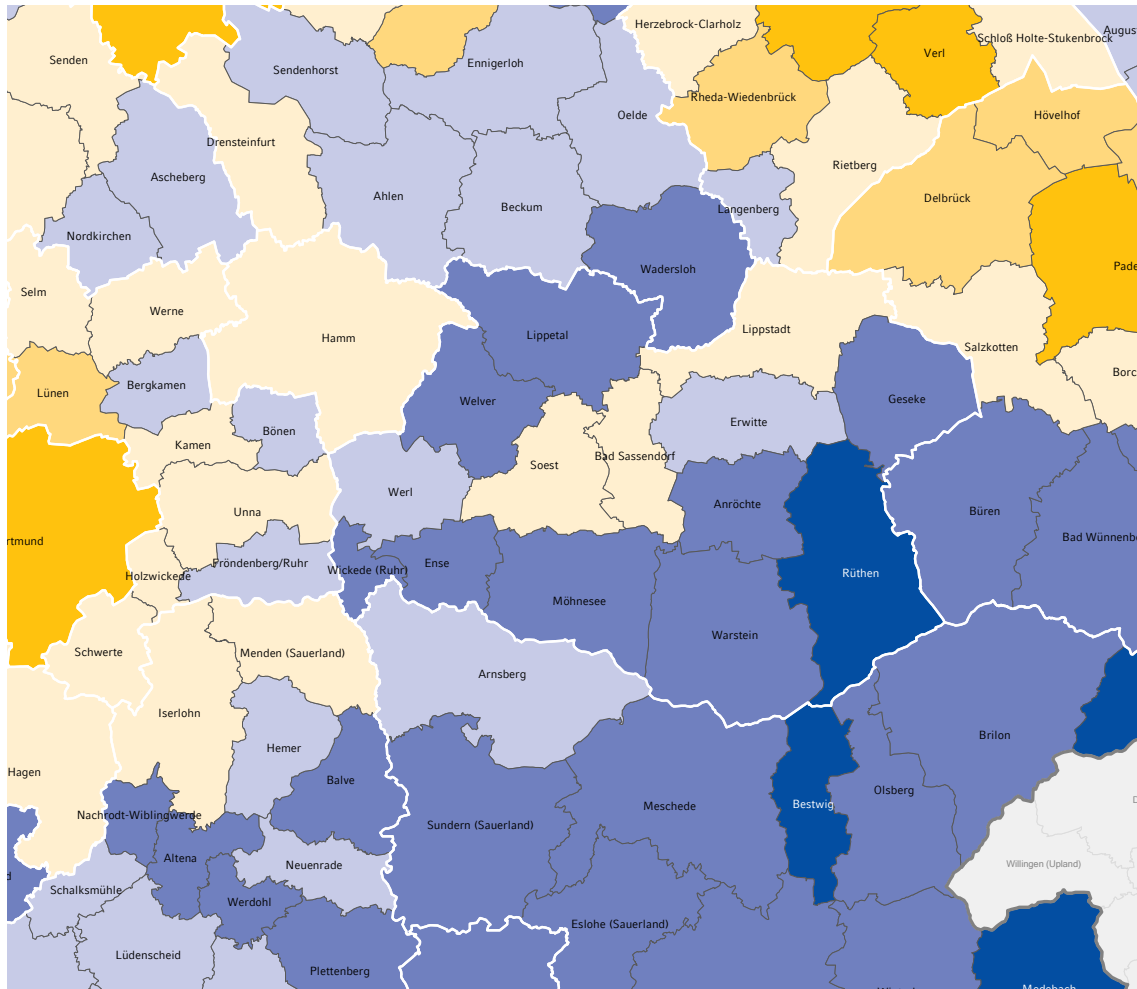 Herzebrock-Clarholz
August
Schloß Holte-Stukenbrock
Senden
Verl
Ennigerloh
Sendenhorst
Rheda-Wiedenbrück
Oelde
Hövelhof
Drensteinfurt
Rietberg
Ascheberg
Ahlen
Delbrück
Beckum
Langenberg
Nordkirchen
Wadersloh
Pade
Selm
Werne
Lippstadt
Lippetal
Hamm
Salzkotten
Borc
Bergkamen
Lünen
Geseke
Welver
Erwitte
Bönen
Kamen
Bad Sassendorf
Soest
Werl
Anröchte
Unna
Büren
Bad Wünnenbe
rtmund
Fröndenberg/Ruhr
Ense
Wickede (Ruhr)
Rüthen
Holzwickede
Möhnesee
Warstein
Schwerte
Menden (Sauerland)
Arnsberg
Iserlohn
Brilon
Hemer
Hagen
Balve
Olsberg
D
Meschede
Bestwig
Nachrodt-Wiblingwerde
Sundern (Sauerland)
Altena
Neuenrade
Willingen (Upland)
d
Schalksmühle
Werdohl
Eslohe (Sauerland)
Lüdenscheid
Plettenberg
Medebach